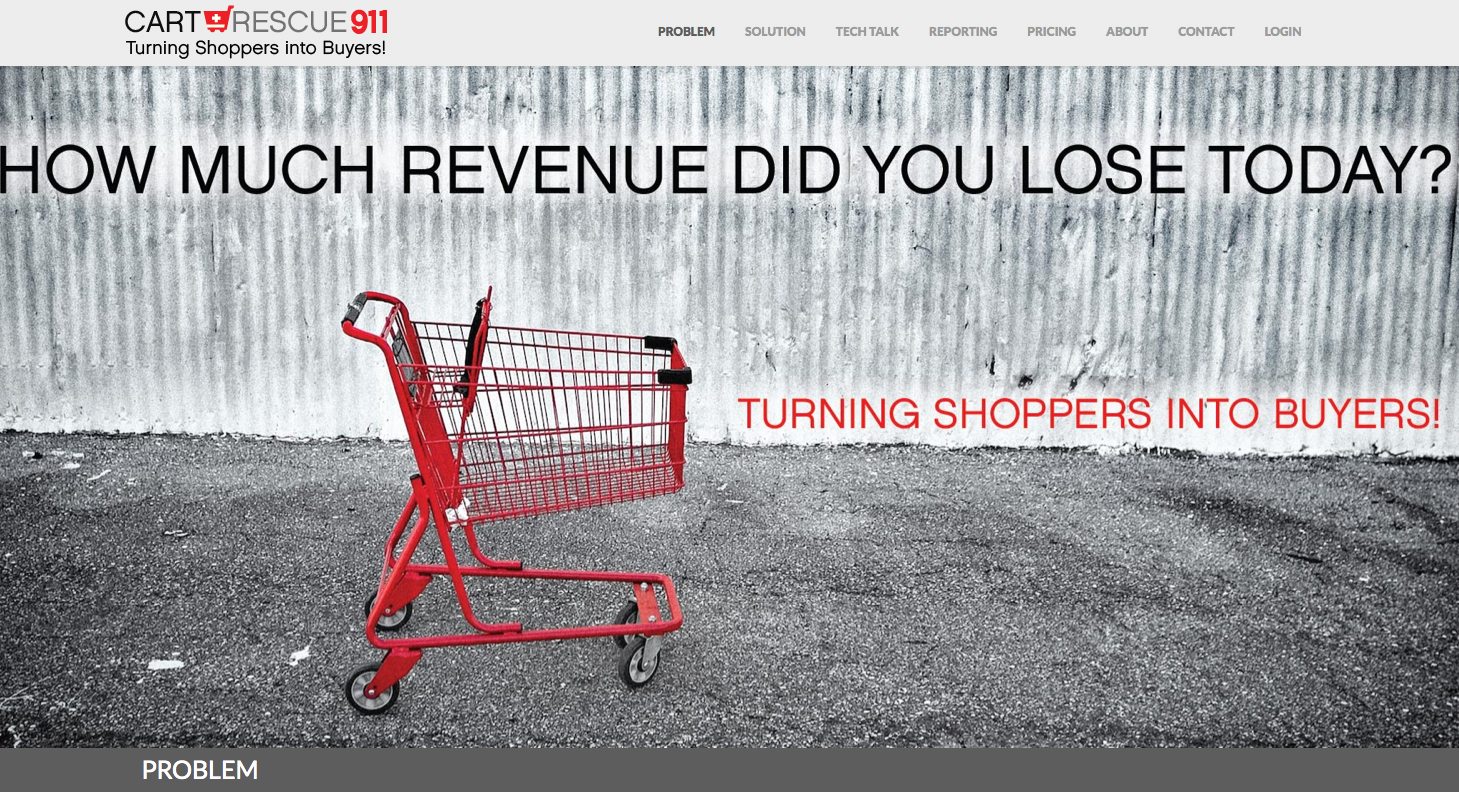 CART RESCUE 911
Turning Shoppers into Buyers!
PROBLEM SOLUTION TECH TALK REPORTING PRICING ABOUT CONTACT LOGIN
HOW MUCH REVENUE DID YOU LOSE TODAY?
TURNING SHOPPERS INTO BUYERS!
PROBLEM